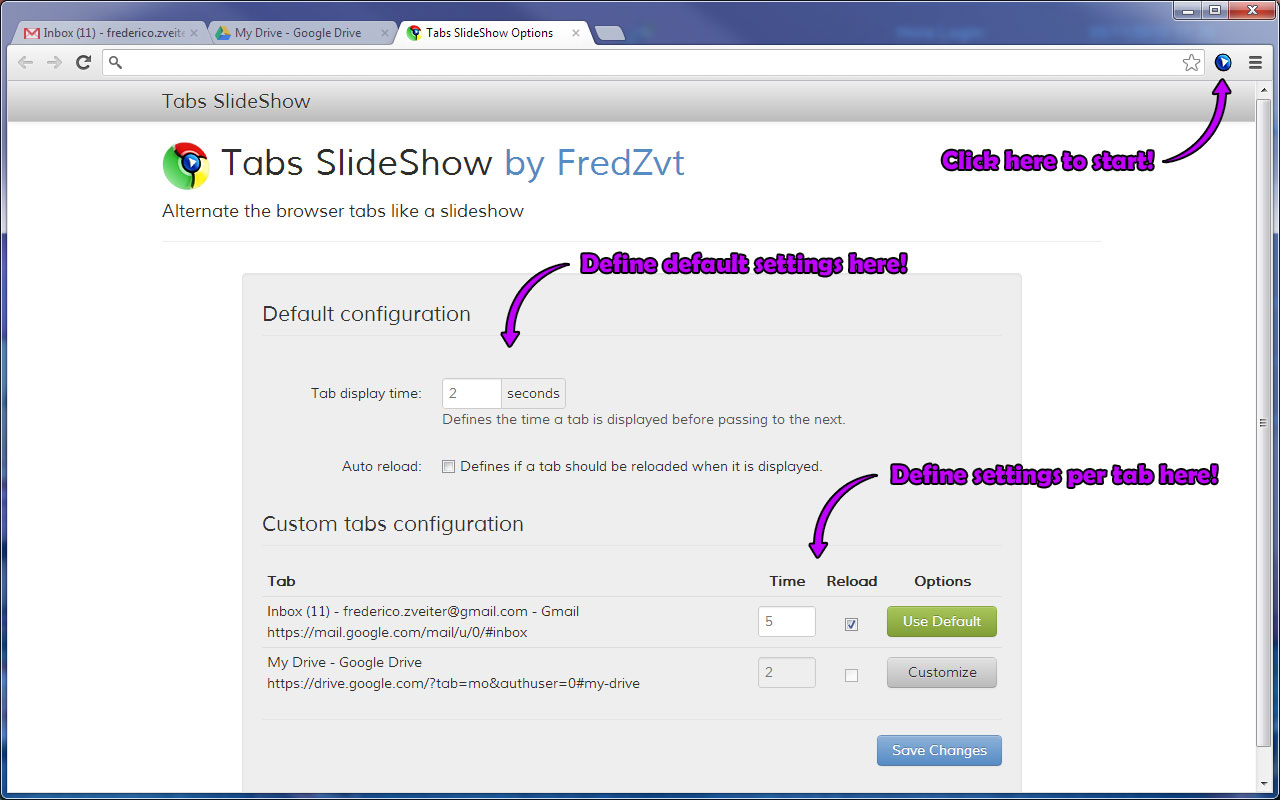 Inbox (11) - frederico.zveite
My Drive - Google Drive
Tabs SlideShow Options
Tabs SlideShow
Tabs SlideShow by FredZvt
Click here to start!
Alternate the browser tabs like a slideshow
Define default settings here!
Default configuration
Tab display time: 2 seconds
Defines the time a tab is displayed before passing to the next.
Auto reload: Defines if a tab should be reloaded when it is displayed.
Define settings per tab here!
Custom tabs configuration
Tab Time Reload Options
Inbox (11) - frederico.zveiter@gmail.com - Gmail
https://mail.google.com/mail/u/0/#inbox
5 Use Default
My Drive - Google Drive
https://drive.google.com/?tab=mo&authuser=0#my-drive
2 Customize
Save Changes